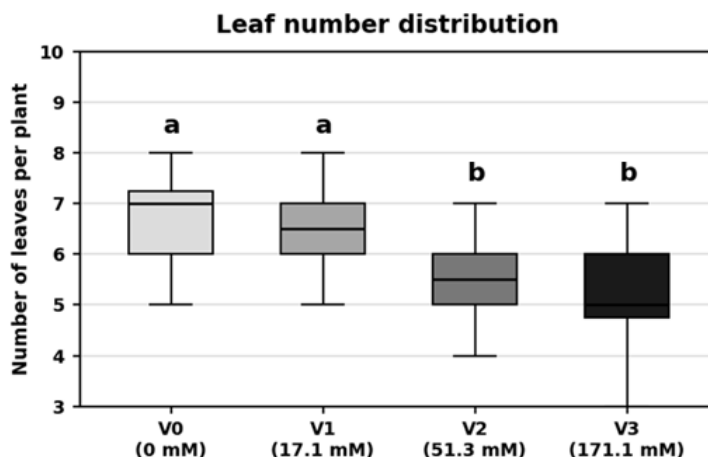 Leaf number distribution
Number of leaves per plant
10
9
8
7
6
5
4
3
a
a
b
b
V0
(0 mM)
V1
(17.1 mM)
V2
(51.3 mM)
V3
(171.1 mM)